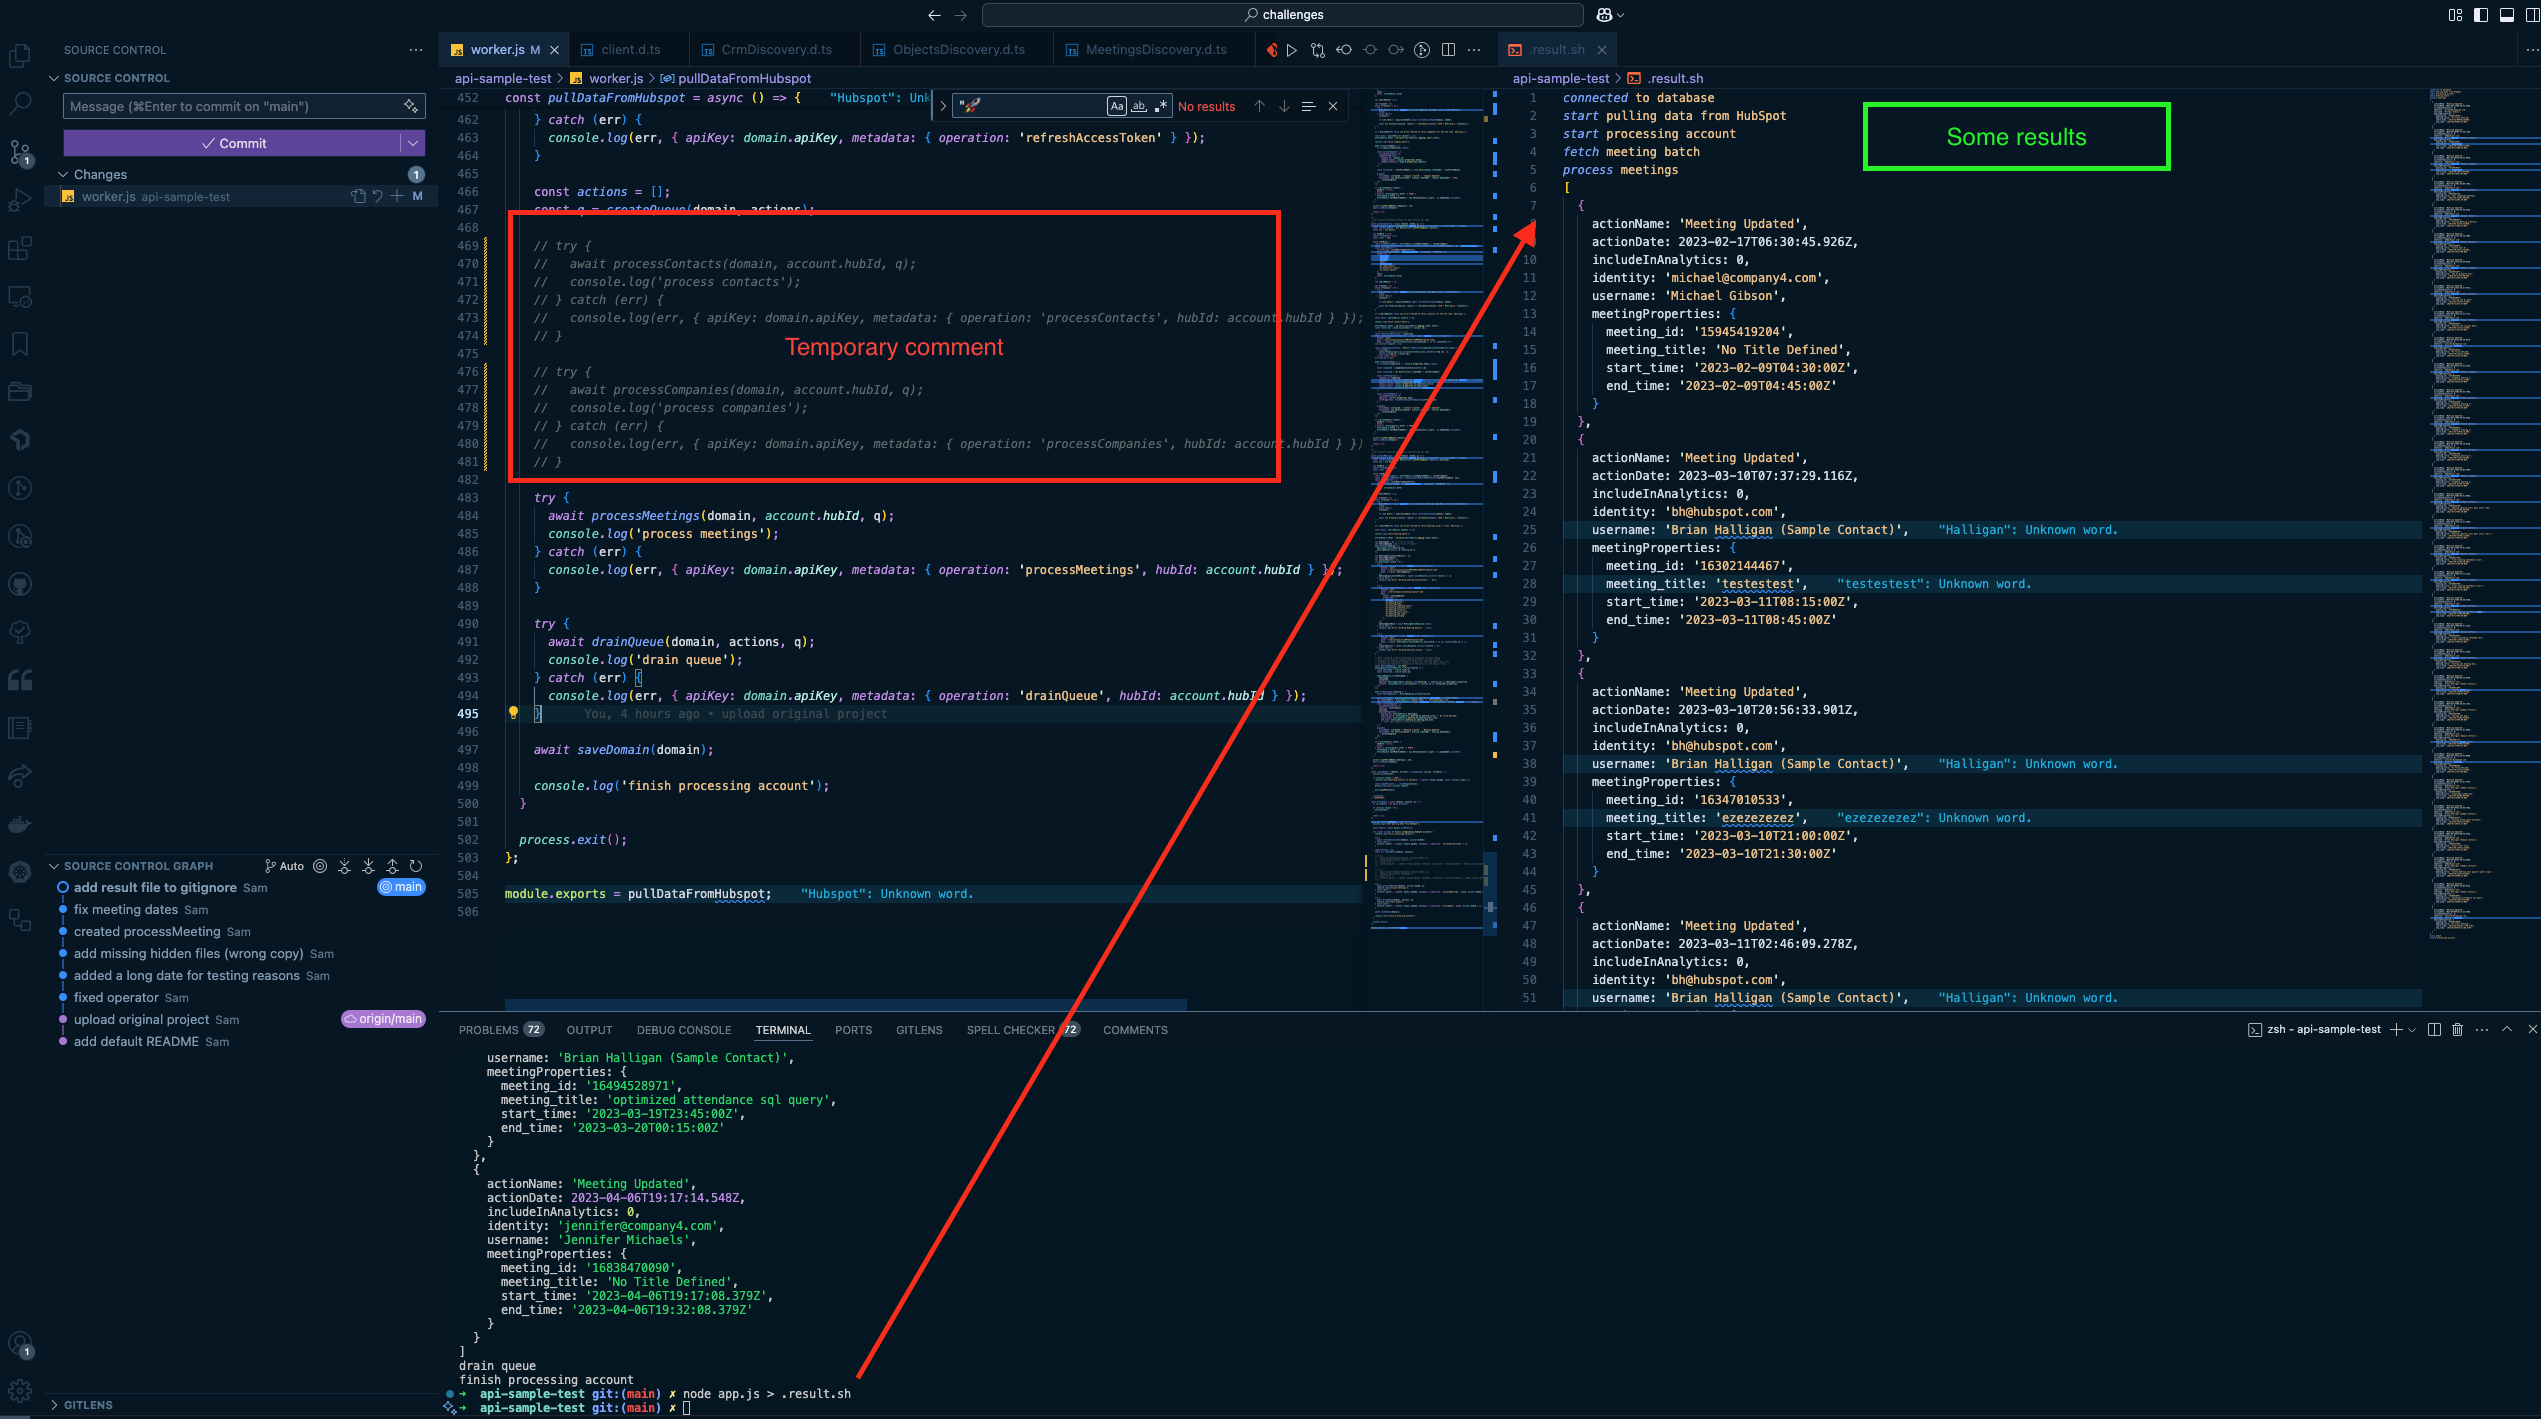 challenges
SOURCE CONTROL
SOURCE CONTROL
Message (⌘Enter to commit on "main")
Commit
Changes 1
worker.js api-sample-test M
SOURCE CONTROL GRAPH Auto
add result file to gitignore Sam main
fix meeting dates Sam
created processMeeting Sam
add missing hidden files (wrong copy) Sam
added a long date for testing reasons Sam
fixed operator Sam
upload original project Sam origin/main
add default README Sam
GITLENS
worker.js M client.d.ts CrmDiscovery.d.ts ObjectsDiscovery.d.ts MeetingsDiscovery.d.ts
api-sample-test > worker.js > pullDataFromHubspot
"🚀 Aa ab .* No results
452 const pullDataFromHubspot = async () => { "Hubspot": Unk
462 } catch (err) {
463 console.log(err, { apiKey: domain.apiKey, metadata: { operation: 'refreshAccessToken' } });
464 }
465
466 const actions = [];
467 const q = createQueue(domain, actions);
468
469 // try {
470 // await processContacts(domain, account.hubId, q);
471 // console.log('process contacts');
472 // } catch (err) {
473 // console.log(err, { apiKey: domain.apiKey, metadata: { operation: 'processContacts', hubId: account.hubId } });
474 // }
Temporary comment
475
476 // try {
477 // await processCompanies(domain, account.hubId, q);
478 // console.log('process companies');
479 // } catch (err) {
480 // console.log(err, { apiKey: domain.apiKey, metadata: { operation: 'processCompanies', hubId: account.hubId } })
481 // }
482
483 try {
484 await processMeetings(domain, account.hubId, q);
485 console.log('process meetings');
486 } catch (err) {
487 console.log(err, { apiKey: domain.apiKey, metadata: { operation: 'processMeetings', hubId: account.hubId } });
488 }
489
490 try {
491 await drainQueue(domain, actions, q);
492 console.log('drain queue');
493 } catch (err) {
494 console.log(err, { apiKey: domain.apiKey, metadata: { operation: 'drainQueue', hubId: account.hubId } });
495 } You, 4 hours ago • upload original project
496
497 await saveDomain(domain);
498
499 console.log('finish processing account');
500 }
501
502 process.exit();
503 };
504
505 module.exports = pullDataFromHubspot; "Hubspot": Unknown word.
506
.result.sh
api-sample-test > .result.sh
Some results
1 connected to database
2 start pulling data from HubSpot
3 start processing account
4 fetch meeting batch
5 process meetings
6 [
7 {
8 actionName: 'Meeting Updated',
actionDate: 2023-02-17T06:30:45.926Z,
10 includeInAnalytics: 0,
11 identity: 'michael@company4.com',
12 username: 'Michael Gibson',
13 meetingProperties: {
14 meeting_id: '15945419204',
15 meeting_title: 'No Title Defined',
16 start_time: '2023-02-09T04:30:00Z',
17 end_time: '2023-02-09T04:45:00Z'
18 }
19 },
20 {
21 actionName: 'Meeting Updated',
22 actionDate: 2023-03-10T07:37:29.116Z,
23 includeInAnalytics: 0,
24 identity: 'bh@hubspot.com',
25 username: 'Brian Halligan (Sample Contact)', "Halligan": Unknown word.
26 meetingProperties: {
27 meeting_id: '16302144467',
28 meeting_title: 'testestest', "testestest": Unknown word.
29 start_time: '2023-03-11T08:15:00Z',
30 end_time: '2023-03-11T08:45:00Z'
31 }
32 },
33 {
34 actionName: 'Meeting Updated',
35 actionDate: 2023-03-10T20:56:33.901Z,
36 includeInAnalytics: 0,
37 identity: 'bh@hubspot.com',
38 username: 'Brian Halligan (Sample Contact)', "Halligan": Unknown word.
39 meetingProperties: {
40 meeting_id: '16347010533',
41 meeting_title: 'ezezezezez', "ezezezezez": Unknown word.
42 start_time: '2023-03-10T21:00:00Z',
43 end_time: '2023-03-10T21:30:00Z'
44 }
45 },
46 {
47 actionName: 'Meeting Updated',
48 actionDate: 2023-03-11T02:46:09.278Z,
49 includeInAnalytics: 0,
50 identity: 'bh@hubspot.com',
51 username: 'Brian Halligan (Sample Contact)', "Halligan": Unknown word.
PROBLEMS 72 OUTPUT DEBUG CONSOLE TERMINAL PORTS GITLENS SPELL CHECKER 72 COMMENTS
zsh - api-sample-test
username: 'Brian Halligan (Sample Contact)',
meetingProperties: {
meeting_id: '16494528971',
meeting_title: 'optimized attendance sql query',
start_time: '2023-03-19T23:45:00Z',
end_time: '2023-03-20T00:15:00Z'
}
},
{
actionName: 'Meeting Updated',
actionDate: 2023-04-06T19:17:14.548Z,
includeInAnalytics: 0,
identity: 'jennifer@company4.com',
username: 'Jennifer Michaels',
meetingProperties: {
meeting_id: '16838470090',
meeting_title: 'No Title Defined',
start_time: '2023-04-06T19:17:08.379Z',
end_time: '2023-04-06T19:32:08.379Z'
}
}
]
drain queue
finish processing account
➜ api-sample-test git:(main) ✗ node app.js > .result.sh
➜ api-sample-test git:(main) ✗